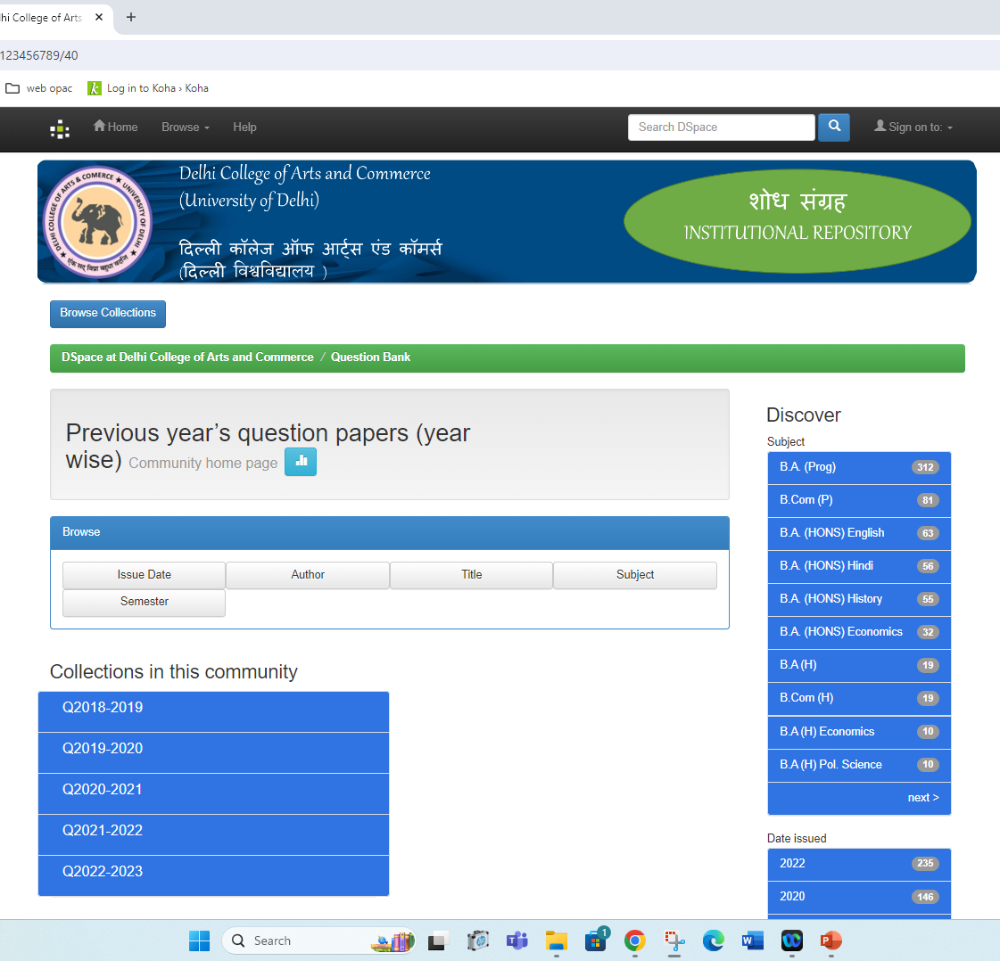 hi College of Arts
123456789/40
web opac
Log in to Koha › Koha
Home Browse Help Search DSpace Sign on to:
DELHI COLLEGE OF ARTS & COMERCE ★ UNIVERSITY OF DELHI ★
एकं सद् विप्रा बहुधा वदन्ति
Delhi College of Arts and Commerce
(University of Delhi)
दिल्ली कॉलेज ऑफ आर्ट्स एंड कॉमर्स
(दिल्ली विश्वविद्यालय )
शोध संग्रह
INSTITUTIONAL REPOSITORY
Browse Collections
DSpace at Delhi College of Arts and Commerce / Question Bank
Previous year’s question papers (year
wise) Community home page
Browse
Issue Date Author Title Subject
Semester
Collections in this community
Q2018-2019
Q2019-2020
Q2020-2021
Q2021-2022
Q2022-2023
Discover
Subject
B.A. (Prog) 312
B.Com (P) 81
B.A. (HONS) English 63
B.A. (HONS) Hindi 56
B.A. (HONS) History 55
B.A. (HONS) Economics 32
B.A (H) 19
B.Com (H) 19
B.A (H) Economics 10
B.A (H) Pol. Science 10
next >
Date issued
2022 235
2020 146
Search
1